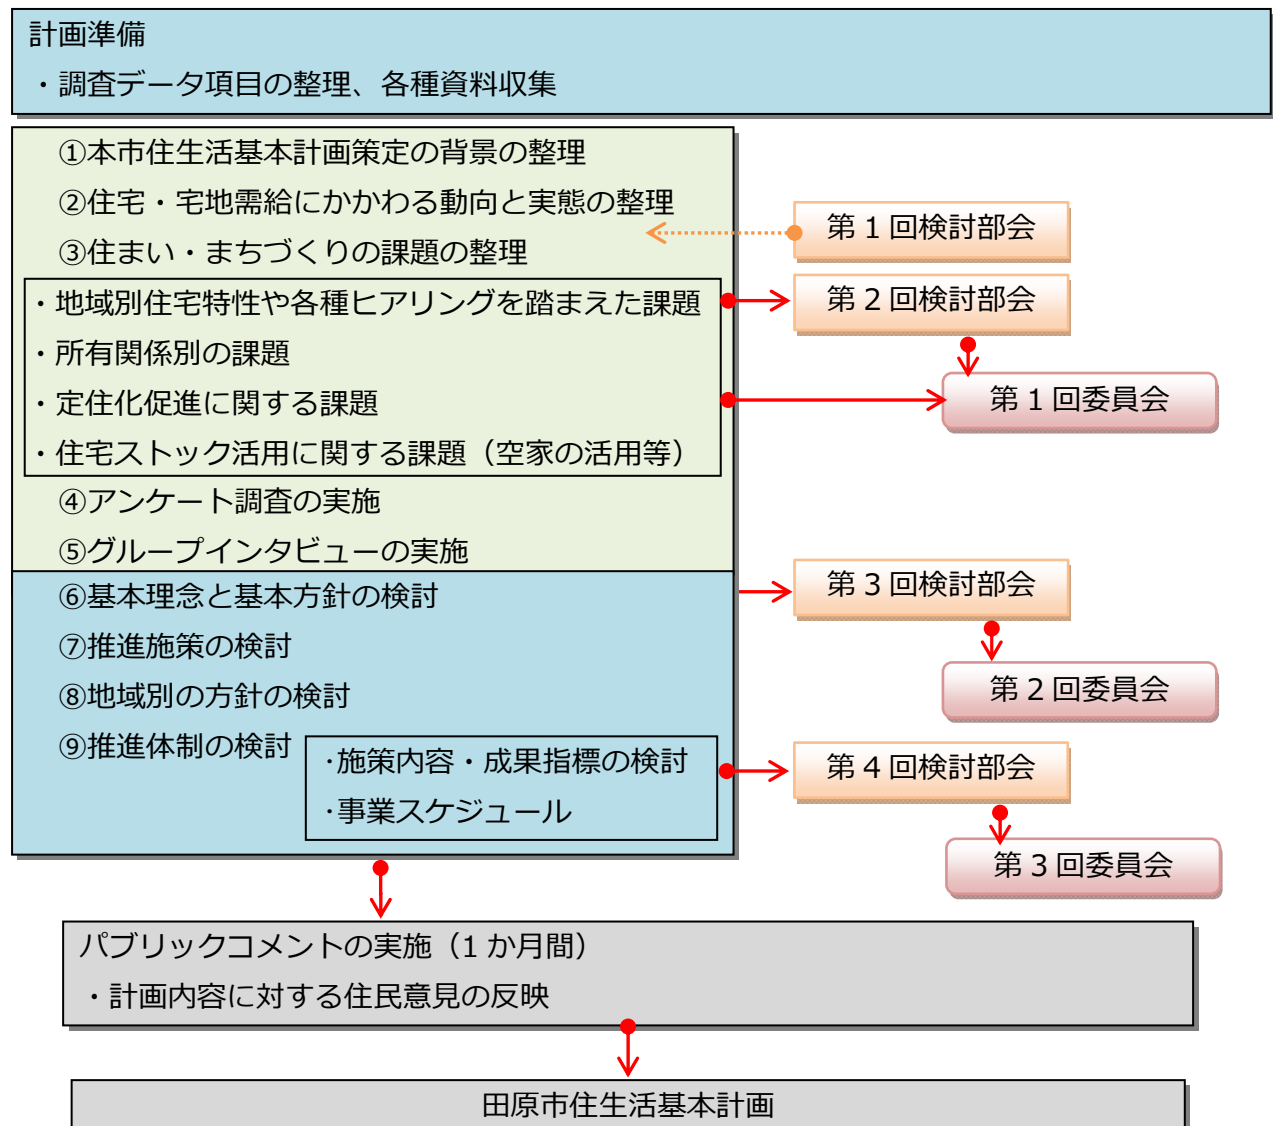 計画準備
・調査データ項目の整理、各種資料収集
①本市住生活基本計画策定の背景の整理
②住宅・宅地需給にかかわる動向と実態の整理
③住まい・まちづくりの課題の整理
・地域別住宅特性や各種ヒアリングを踏まえた課題
・所有関係別の課題
・定住化促進に関する課題
・住宅ストック活用に関する課題（空家の活用等）
④アンケート調査の実施
⑤グループインタビューの実施
⑥基本理念と基本方針の検討
⑦推進施策の検討
⑧地域別の方針の検討
⑨推進体制の検討
・施策内容・成果指標の検討
・事業スケジュール
第１回検討部会
第２回検討部会
第１回委員会
第３回検討部会
第２回委員会
第４回検討部会
第３回委員会
パブリックコメントの実施（1か月間）
・計画内容に対する住民意見の反映
田原市住生活基本計画